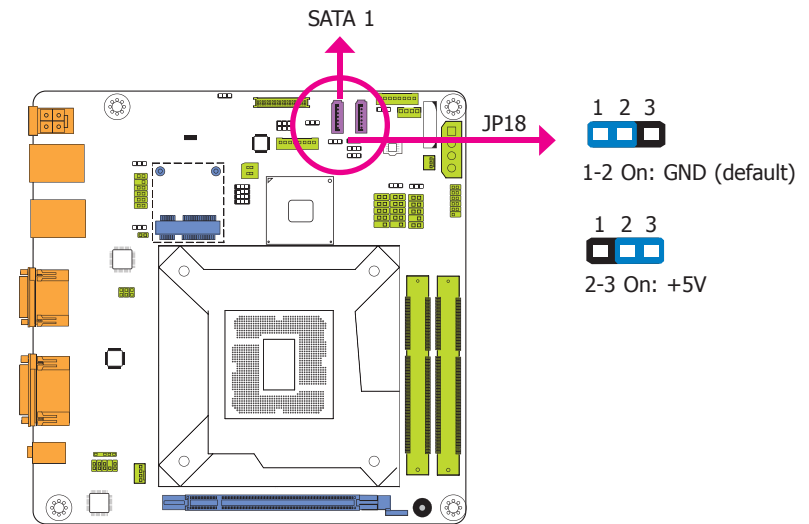 SATA 1
JP18
1 2 3
1-2 On: GND (default)
1 2 3
2-3 On: +5V